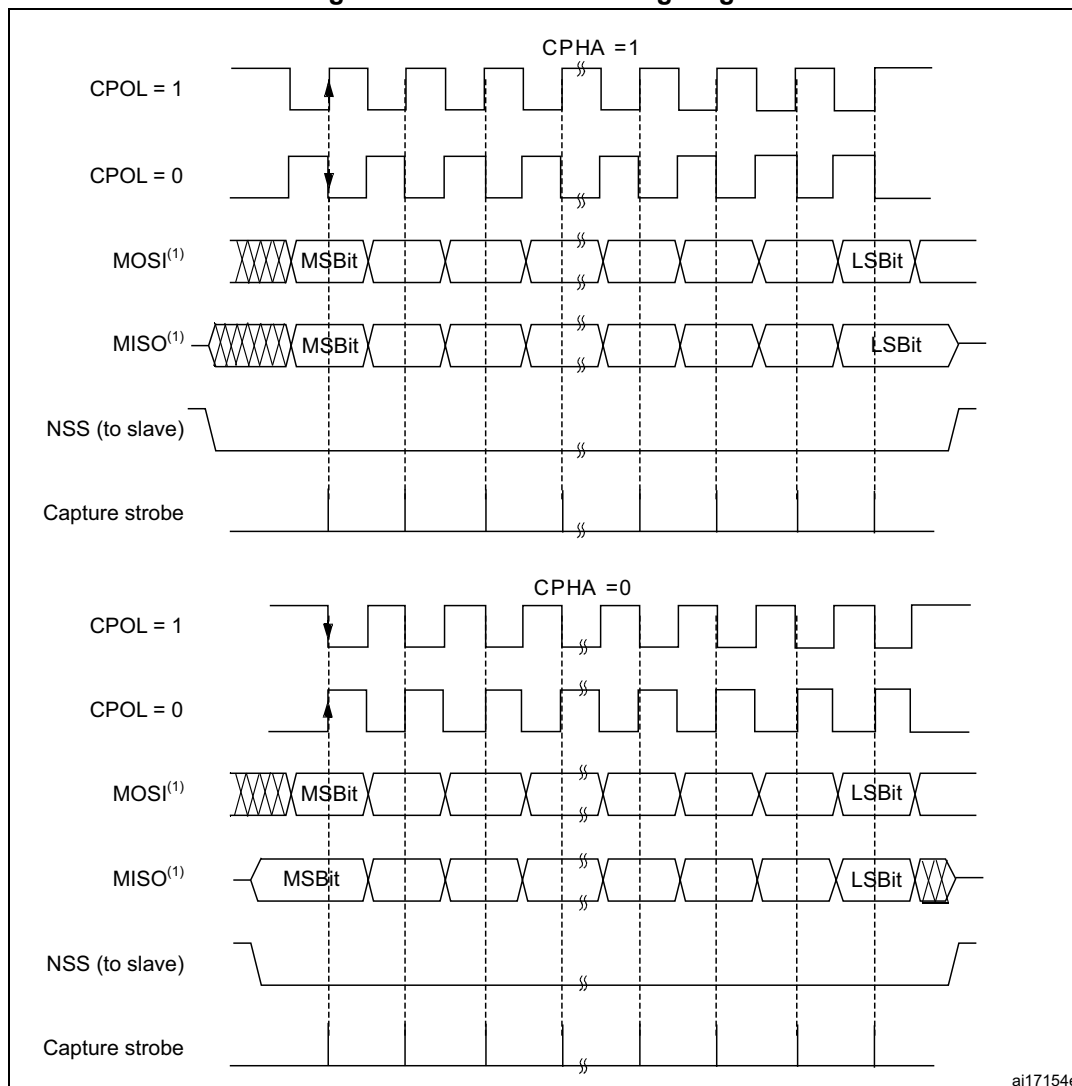 CPHA =1
CPOL = 1
CPOL = 0
MOSI(1)
MSBit
LSBit
MISO(1)
MSBit
LSBit
NSS (to slave)
Capture strobe
CPHA =0
CPOL = 1
CPOL = 0
MOSI(1)
MSBit
LSBit
MISO(1)
MSBit
LSBit
NSS (to slave)
Capture strobe
ai17154e